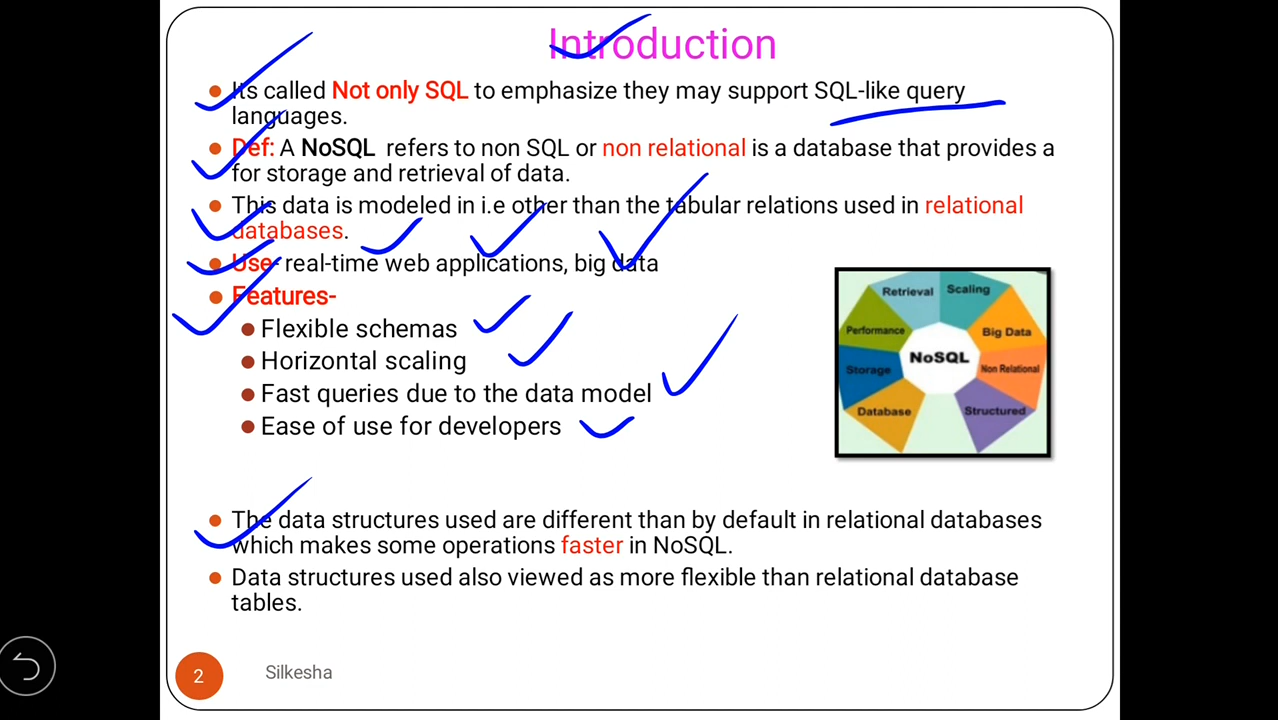 Introduction
Its called Not only SQL to emphasize they may support SQL-like query
languages.
Def: A NoSQL refers to non SQL or non relational is a database that provides a
for storage and retrieval of data.
This data is modeled in i.e other than the tabular relations used in relational
databases.
Use- real-time web applications, big data
Features-
Flexible schemas
Horizontal scaling
Fast queries due to the data model
Ease of use for developers
Retrieval
Scaling
Performance
Big Data
NoSQL
Storage
Non Relational
Database
Structured
The data structures used are different than by default in relational databases
which makes some operations faster in NoSQL.
Data structures used also viewed as more flexible than relational database
tables.
2
Silkesha